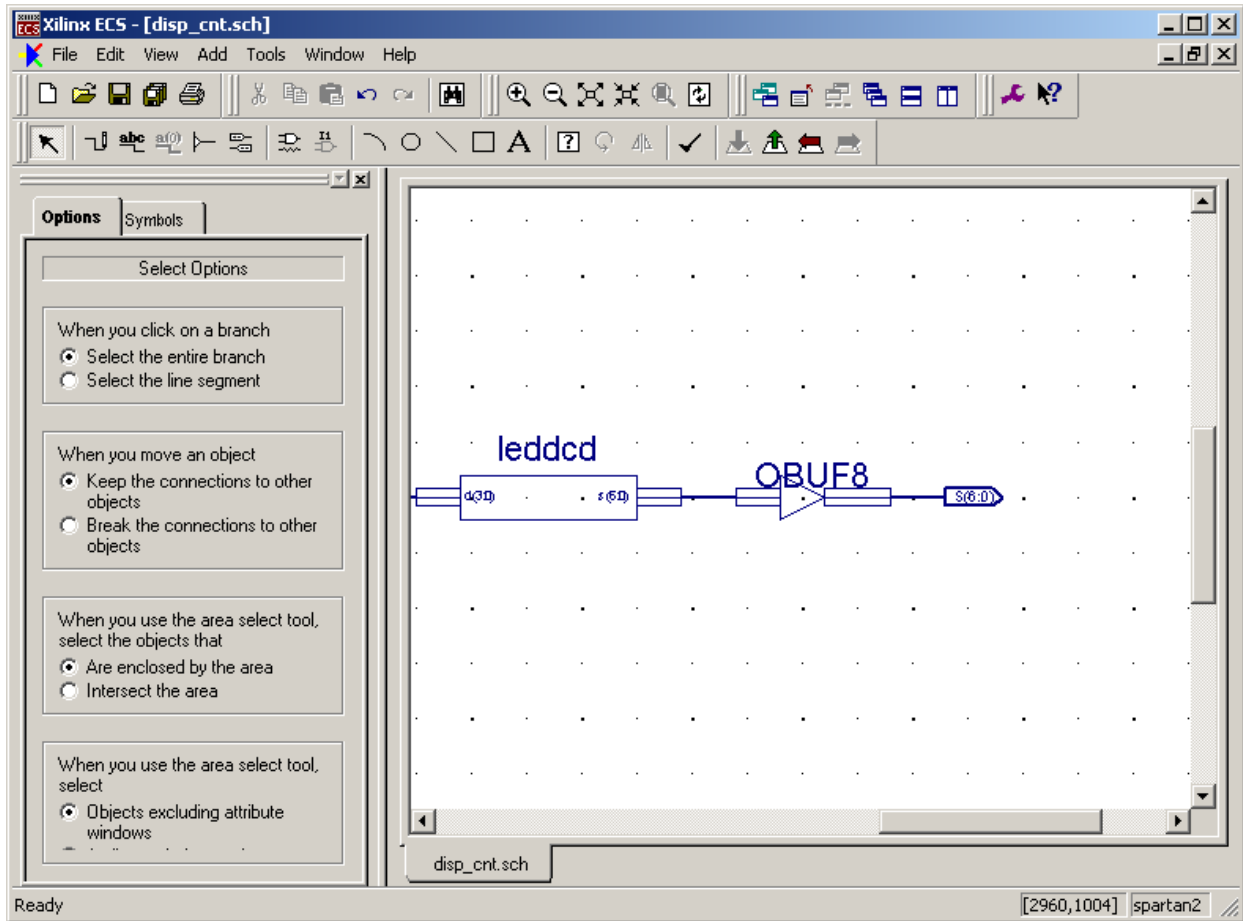 Xilinx ECS - [disp_cnt.sch]
File Edit View Add Tools Window Help
Options
Symbols
Select Options
When you click on a branch
Select the entire branch
Select the line segment
When you move an object
Keep the connections to other
objects
Break the connections to other
objects
When you use the area select tool,
select the objects that
Are enclosed by the area
Intersect the area
When you use the area select tool,
select
Objects excluding attribute
windows
leddcd
d(3:0)
s(6:0)
OBUF8
S(6:0)
disp_cnt.sch
Ready
[2960,1004]
spartan2